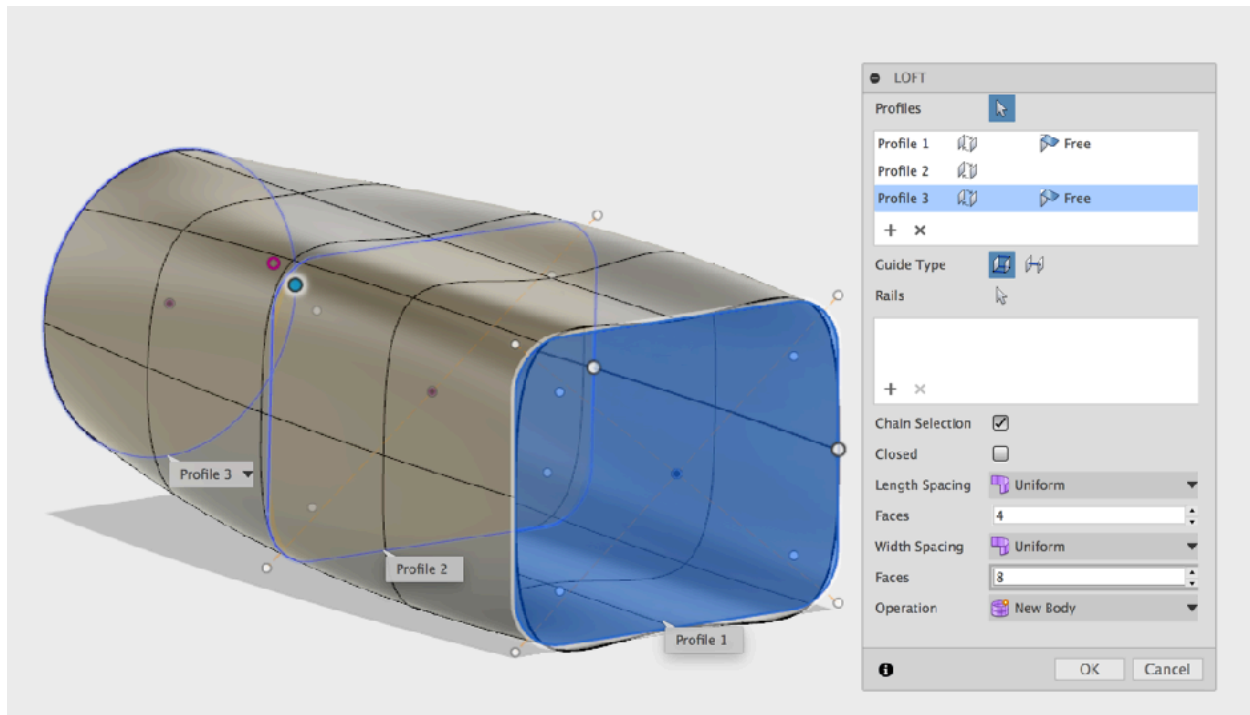 LOFT
Profiles
Profile 1 Free
Profile 2
Profile 3 Free
Guide Type
Rails
Chain Selection
Closed
Length Spacing Uniform
Faces 4
Width Spacing Uniform
Faces 8
Operation New Body
OK Cancel
Profile 3
Profile 2
Profile 1